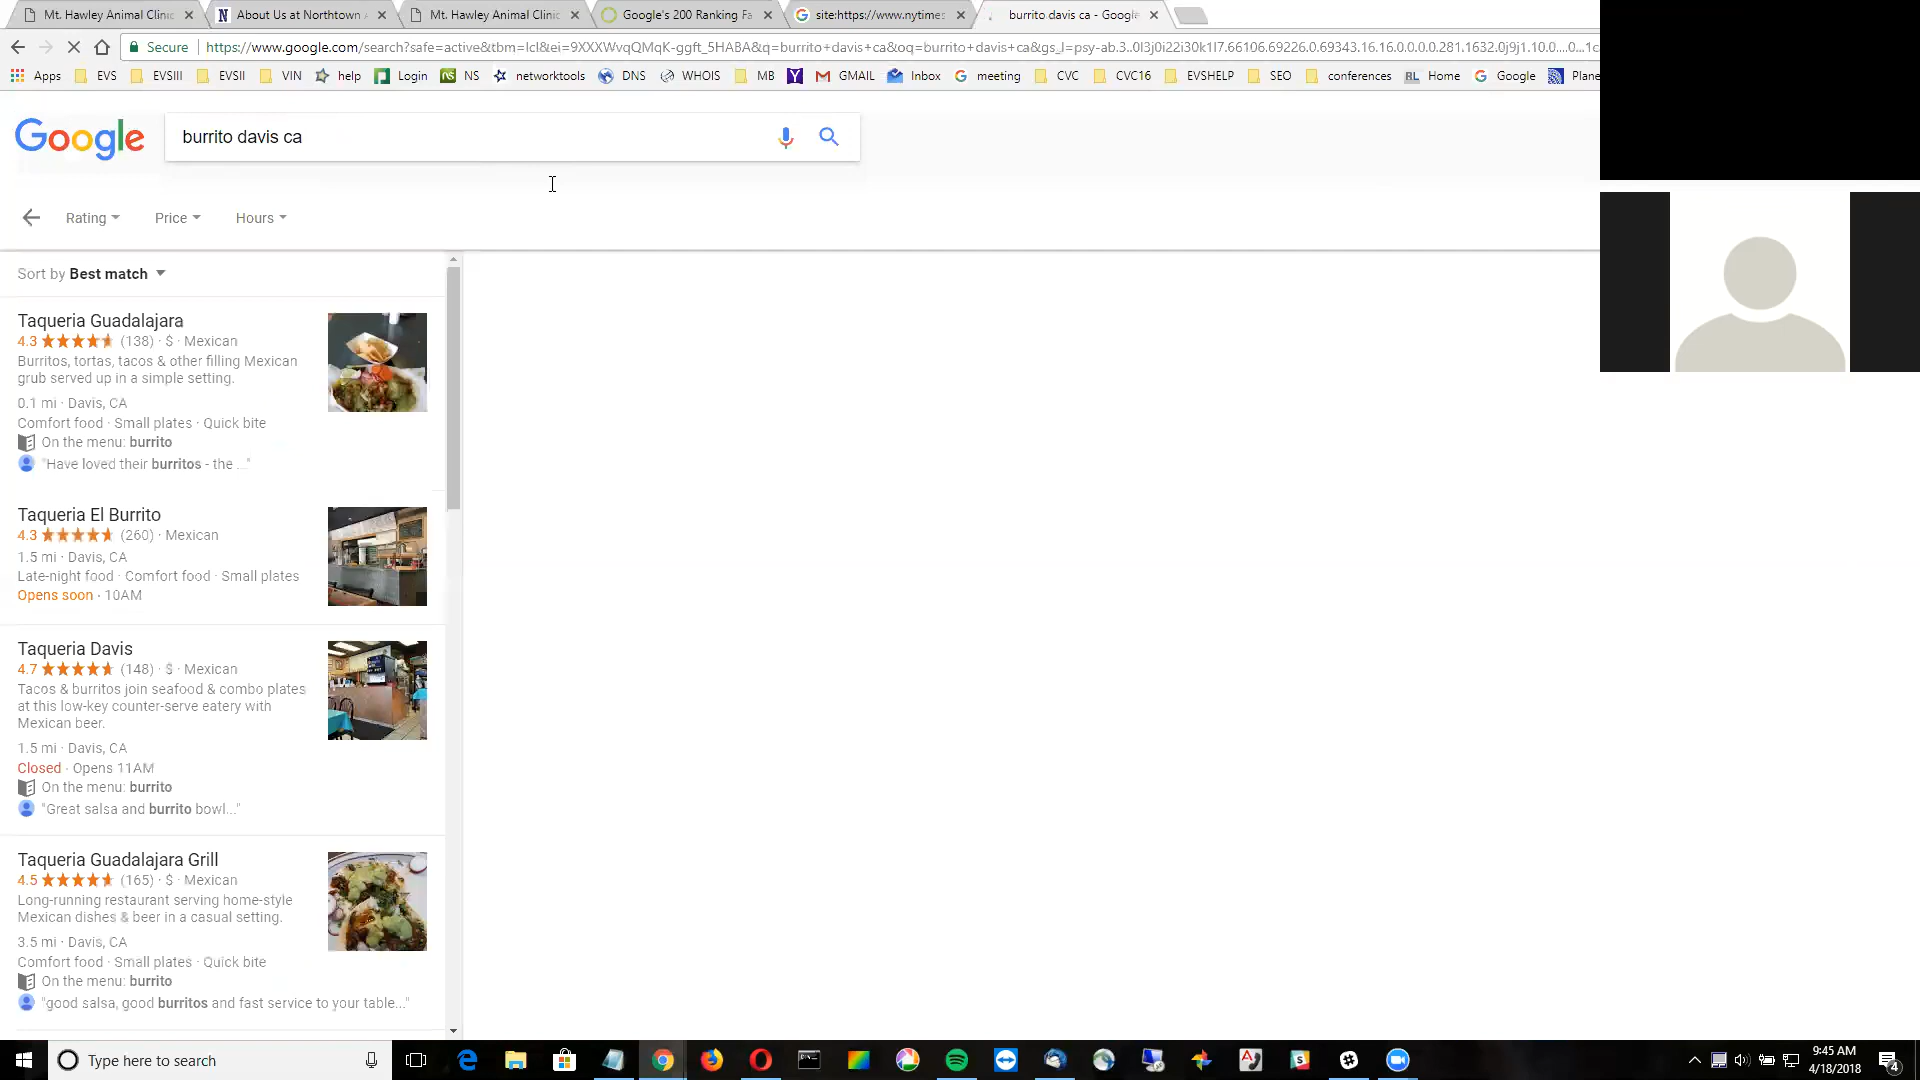 Mt. Hawley Animal Clinic
About Us at Northtown A
Mt. Hawley Animal Clinic
Google's 200 Ranking Fa
site:https://www.nytimes
burrito davis ca - Google
Secure
https://www.google.com/search?safe=active&tbm=lcl&ei=9XXXWvqQMqK-ggft_5HABA&q=burrito+davis+ca&oq=burrito+davis+ca&gs_l=psy-ab.3..0l3j0i22i30k1l7.66106.69226.0.69343.16.16.0.0.0.0.281.1632.0j9j1.10.0....0...1c
Apps EVS EVSIII EVSII VIN help Login NS networktools DNS WHOIS MB GMAIL Inbox meeting CVC CVC16 EVSHELP SEO conferences RL Home Google Plane
Google
burrito davis ca
Rating Price Hours
Sort by Best match
Taqueria Guadalajara
4.3 (138) · $ · Mexican
Burritos, tortas, tacos & other filling Mexican
grub served up in a simple setting.
0.1 mi · Davis, CA
Comfort food · Small plates · Quick bite
On the menu: burrito
"Have loved their burritos - the ..."
Taqueria El Burrito
4.3 (260) · Mexican
1.5 mi · Davis, CA
Late-night food · Comfort food · Small plates
Opens soon · 10AM
Taqueria Davis
4.7 (148) · $ · Mexican
Tacos & burritos join seafood & combo plates
at this low-key counter-serve eatery with
Mexican beer.
1.5 mi · Davis, CA
Closed · Opens 11AM
On the menu: burrito
"Great salsa and burrito bowl..."
Taqueria Guadalajara Grill
4.5 (165) · $ · Mexican
Long-running restaurant serving home-style
Mexican dishes & beer in a casual setting.
3.5 mi · Davis, CA
Comfort food · Small plates · Quick bite
On the menu: burrito
"good salsa, good burritos and fast service to your table..."
Type here to search
9:45 AM
4/18/2018
4